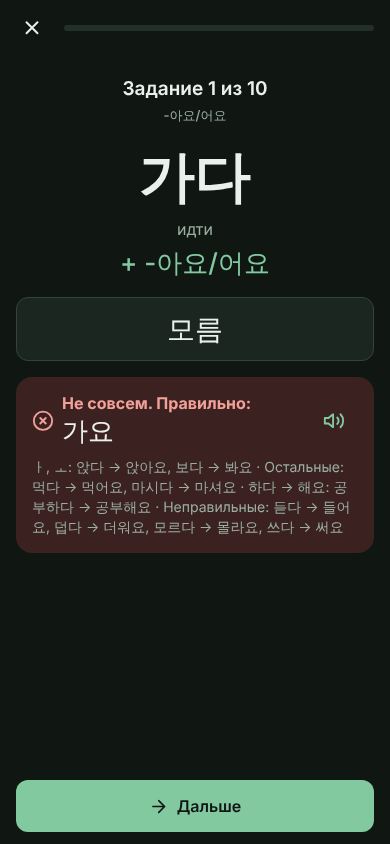 Задание 1 из 10
-아요/어요
가다
идти
+ -아요/어요
모름
Не совсем. Правильно:
가요
ㅏ, ㅗ: 앉다 → 앉아요, 보다 → 봐요 · Остальные:
먹다 → 먹어요, 마시다 → 마셔요 · 하다 → 해요: 공
부하다 → 공부해요 · Неправильные: 듣다 → 들어
요, 덥다 → 더워요, 모르다 → 몰라요, 쓰다 → 써요
Дальше